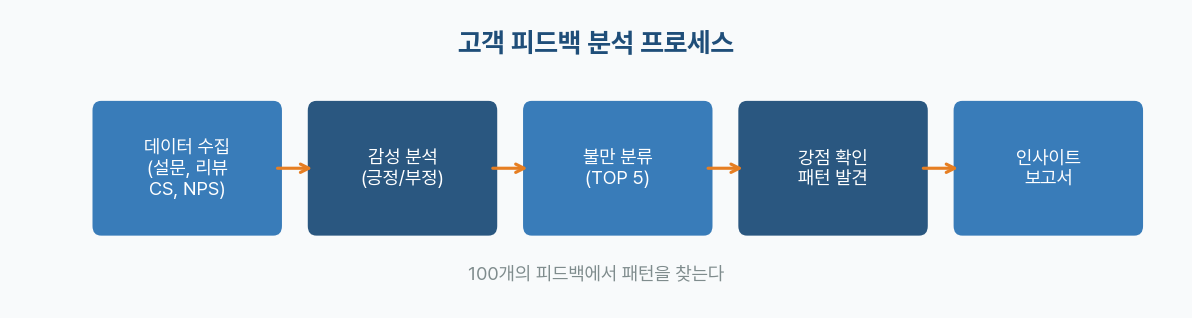 고객 피드백 분석 프로세스
데이터 수집
(설문, 리뷰
CS, NPS)
감성 분석
(긍정/부정)
불만 분류
(TOP 5)
강점 확인
패턴 발견
인사이트
보고서
100개의 피드백에서 패턴을 찾는다